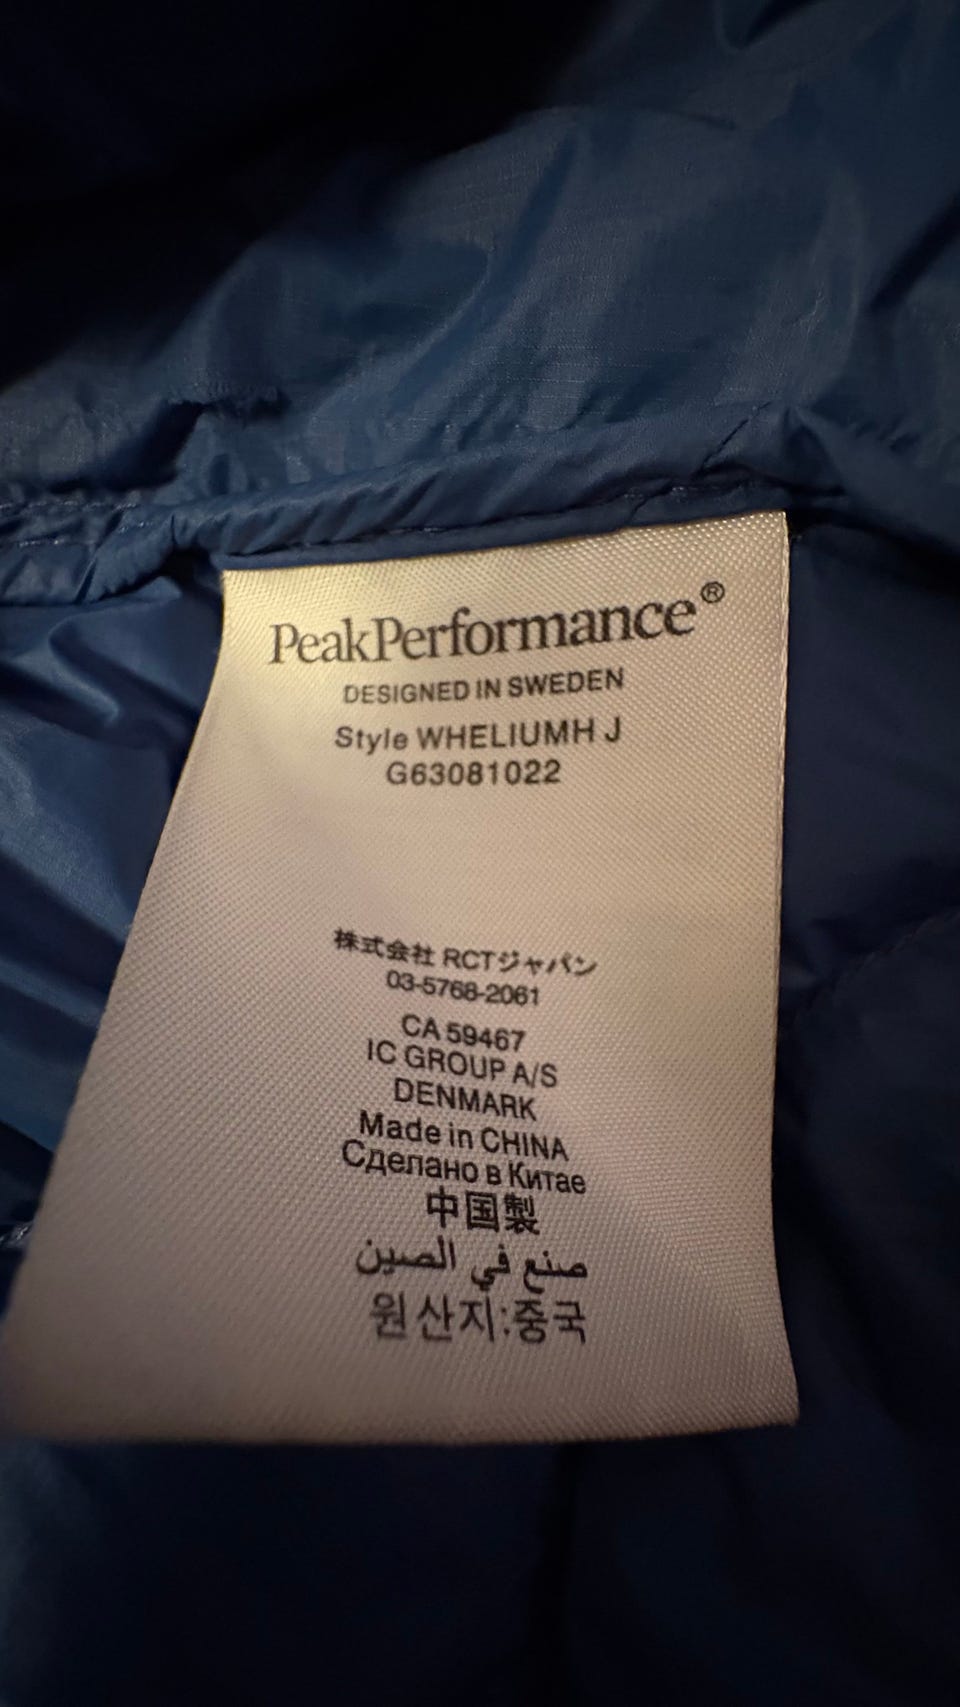 PeakPerformance®
DESIGNED IN SWEDEN
Style WHELIUMH J
G63081022
株式会社 RCTジャパン
03-5768-2061
CA 59467
IC GROUP A/S
DENMARK
Made in CHINA
Сделано в Китае
中国製
صنع في الصين
원산지:중국